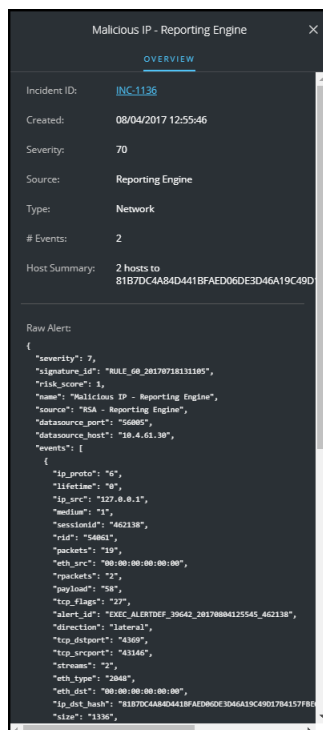 Malicious IP - Reporting Engine
OVERVIEW
Incident ID: INC-1136
Created: 08/04/2017 12:55:46
Severity: 70
Source: Reporting Engine
Type: Network
# Events: 2
Host Summary: 2 hosts to
81B7DC4A84D441BFAED06DE3D46A19C49D1
Raw Alert:
{
"severity": 7,
"signature_id": "RULE_60_20170718131105",
"risk_score": 1,
"name": "Malicious IP - Reporting Engine",
"source": "RSA - Reporting Engine",
"datasource_port": "56005",
"datasource_host": "10.4.61.30",
"events": [
{
"ip_proto": "6",
"lifetime": "0",
"ip_src": "127.0.0.1",
"medium": "1",
"sessionid": "462138",
"rid": "54061",
"packets": "19",
"eth_src": "00:00:00:00:00:00",
"rpackets": "2",
"payload": "58",
"tcp_flags": "27",
"alert_id": "EXEC_ALERTDEF_39642_20170804125545_462138",
"direction": "lateral",
"tcp_dstport": "4369",
"tcp_srcport": "43146",
"streams": "2",
"eth_type": "2048",
"eth_dst": "00:00:00:00:00:00",
"ip_dst_hash": "81B7DC4A84D441BFAED06DE3D46A19C49D17B4157FBE
"size": "1336",